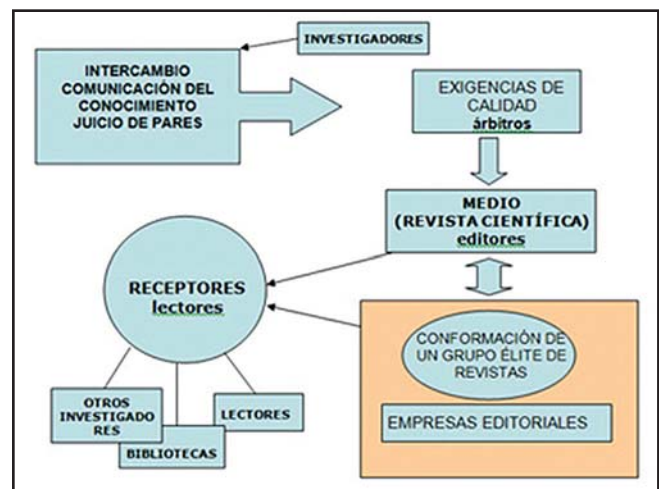 INVESTIGADORES
INTERCAMBIO
COMUNICACIÓN DEL
CONOCIMIENTO
JUICIO DE PARES
EXIGENCIAS DE
CALIDAD
árbitros
MEDIO
(REVISTA CIENTÍFICA)
editores
RECEPTORES
lectores
CONFORMACIÓN DE
UN GRUPO ÉLITE DE
REVISTAS
EMPRESAS EDITORIALES
OTROS
INVESTIGADO
RES
BIBLIOTECAS
LECTORES